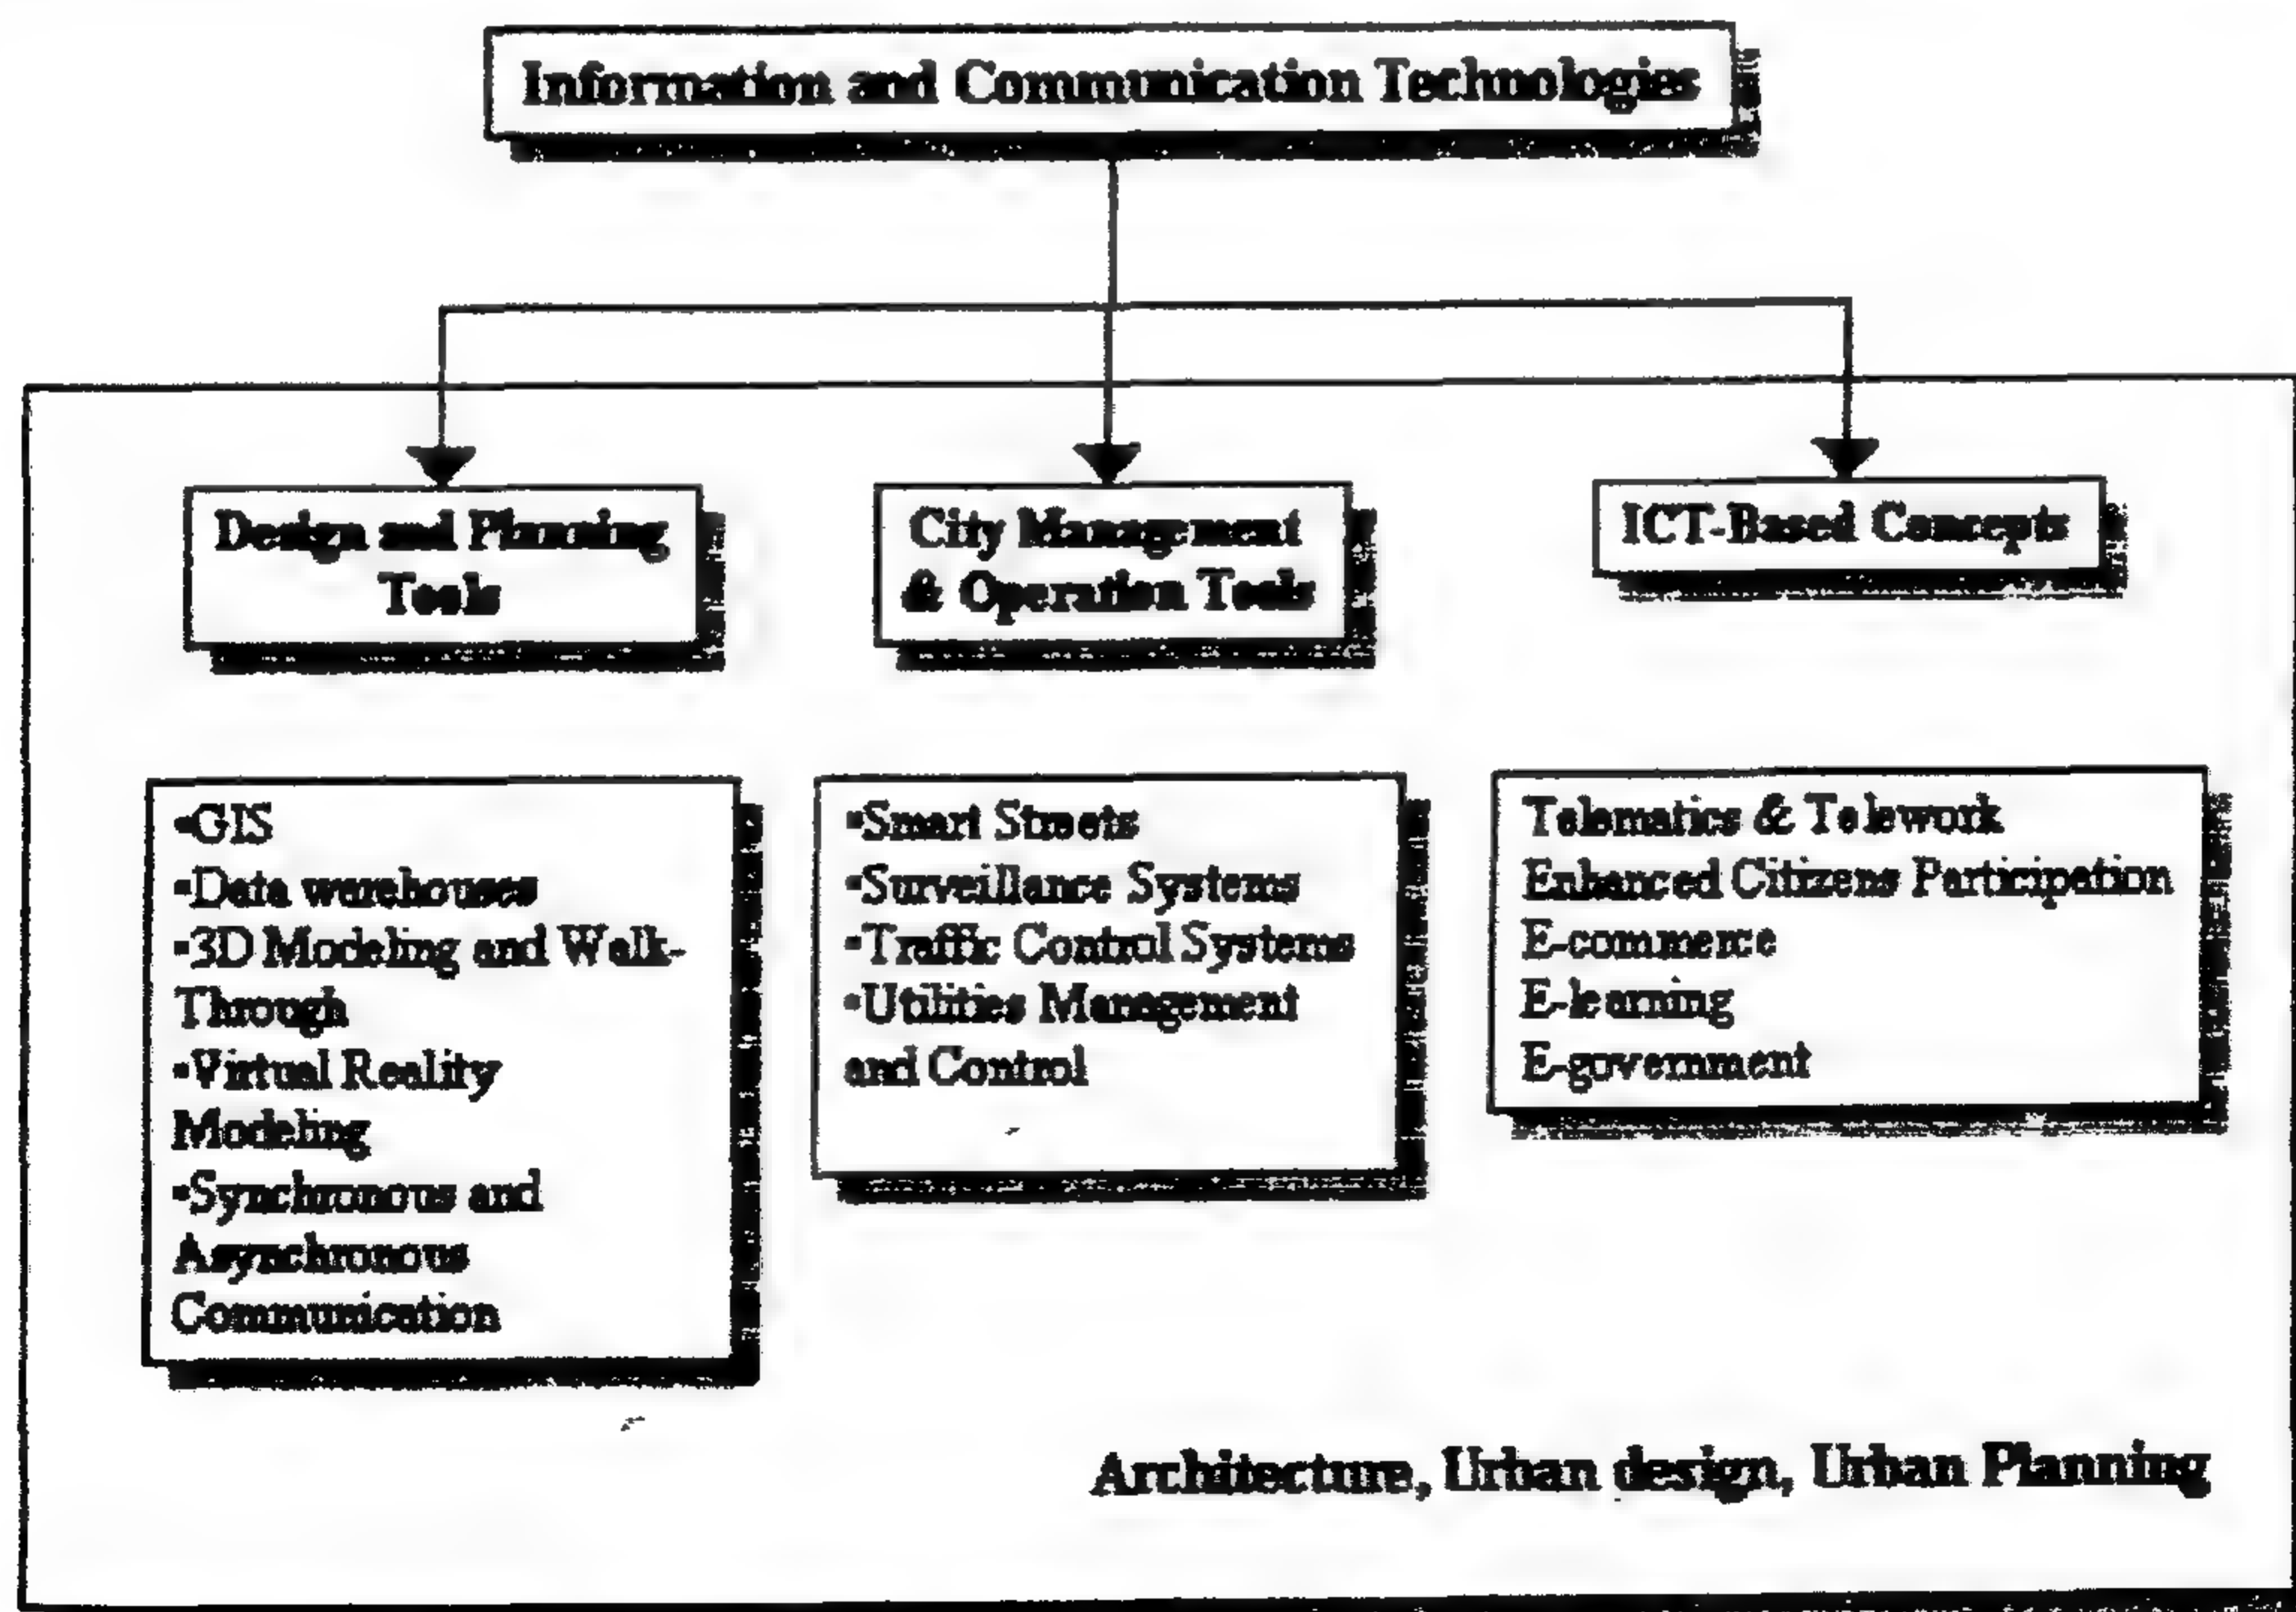 Information and Communication Technologies
Design and Planning
Tools
City Management
& Operation Tools
ICT-Based Concepts
•GIS
•Data warehouses
•3D Modeling and Walk-
Through
•Virtual Reality
Modeling
•Synchronous and
Asynchronous
Communication
•Smart Streets
•Surveillance Systems
•Traffic Control Systems
•Utilities Management
and Control
Telematics & Telework
Enhanced Citizens Participation
E-commerce
E-learning
E-government
Architecture, Urban design, Urban Planning